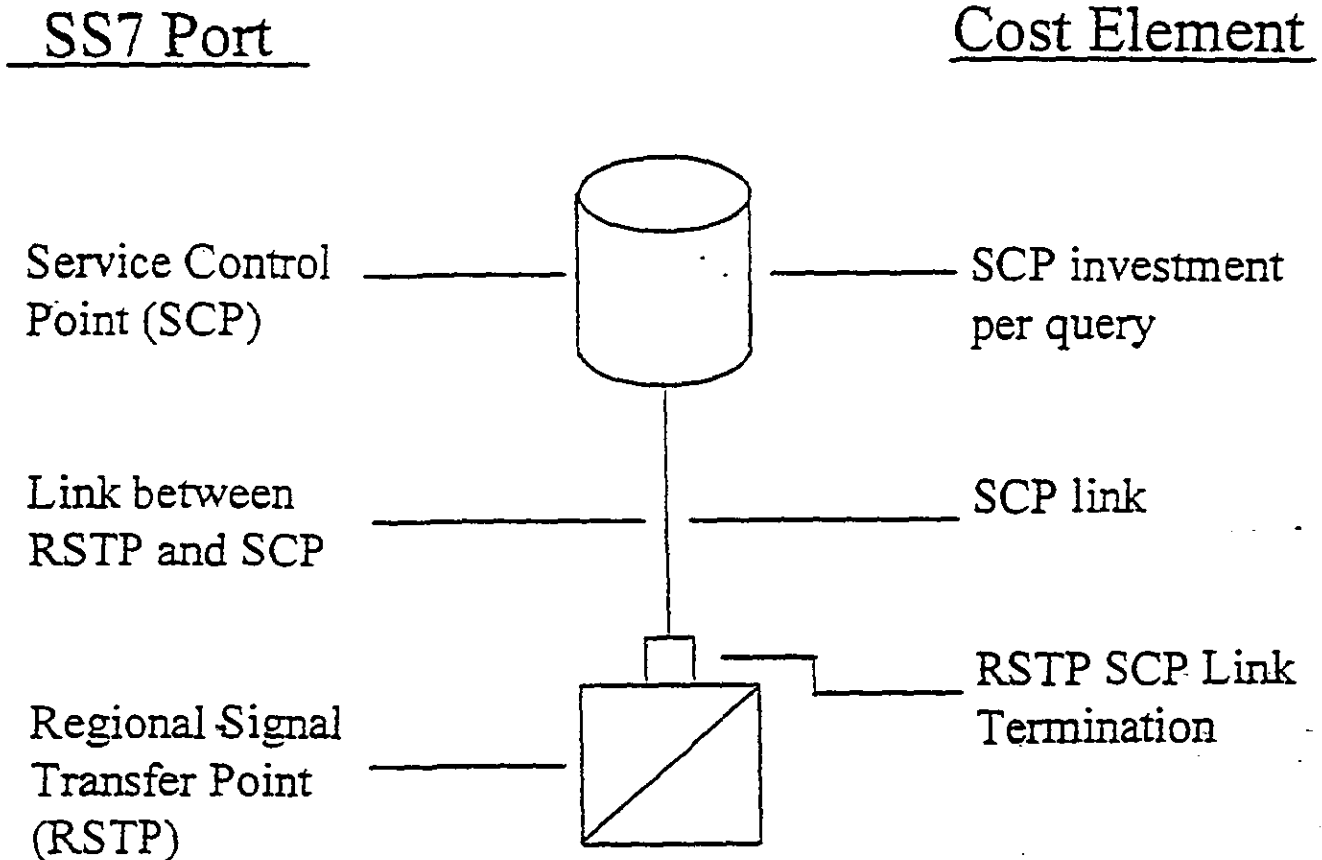 SS7 Port
Cost Element
Service Control
Point (SCP)
SCP investment
per query
Link between
RSTP and SCP
SCP link
RSTP SCP Link
Termination
Regional Signal
Transfer Point
(RSTP)